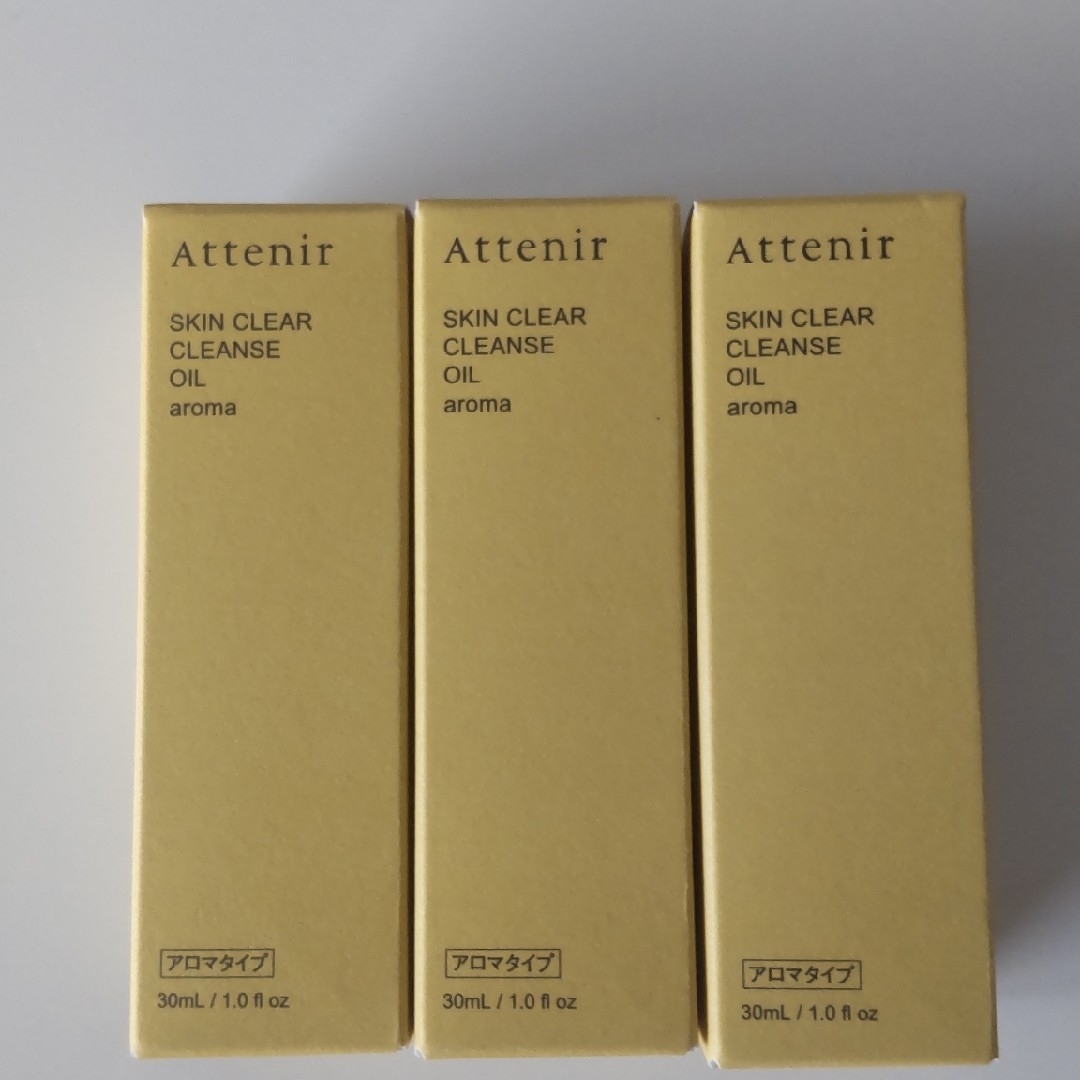 Attenir
SKIN CLEAR
CLEANSE
OIL
aroma
アロマタイプ
30mL / 1.0 fl oz
Attenir
SKIN CLEAR
CLEANSE
OIL
aroma
アロマタイプ
30mL / 1.0 fl oz
Attenir
SKIN CLEAR
CLEANSE
OIL
aroma
アロマタイプ
30mL / 1.0 fl oz